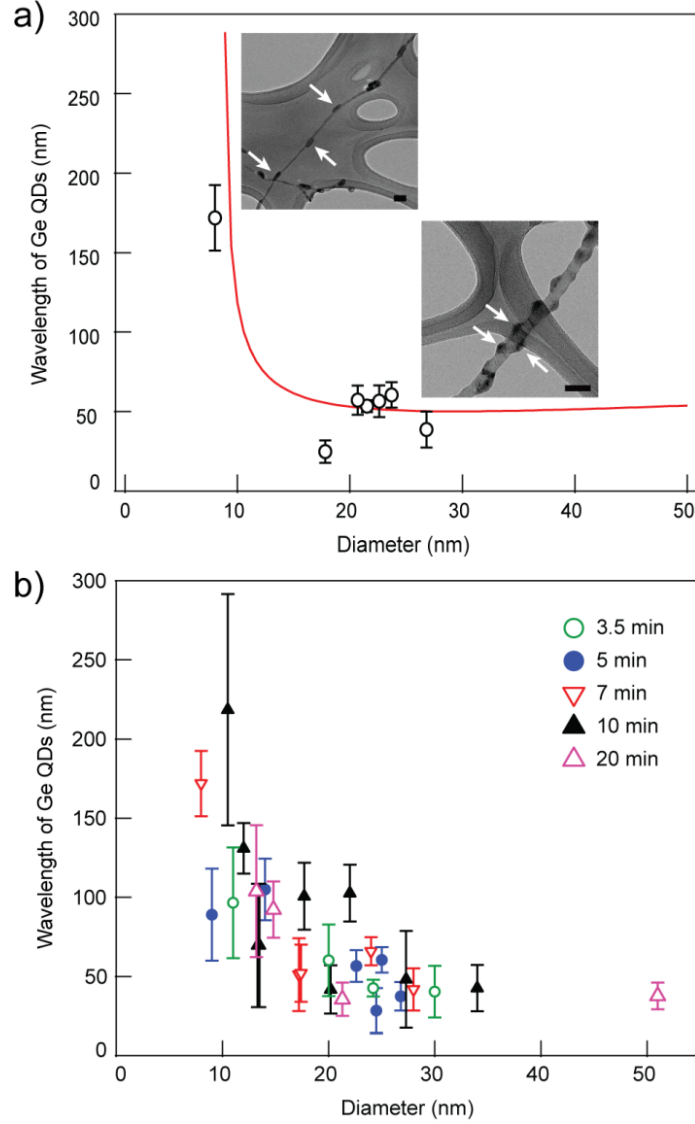 a)
300
250
200
150
100
50
0
Wavelength of Ge QDs (nm)
0 10 20 30 40 50
Diameter (nm)
b)
300
250
200
150
100
50
0
Wavelength of Ge QDs (nm)
3.5 min
5 min
7 min
10 min
20 min
0 10 20 30 40 50
Diameter (nm)